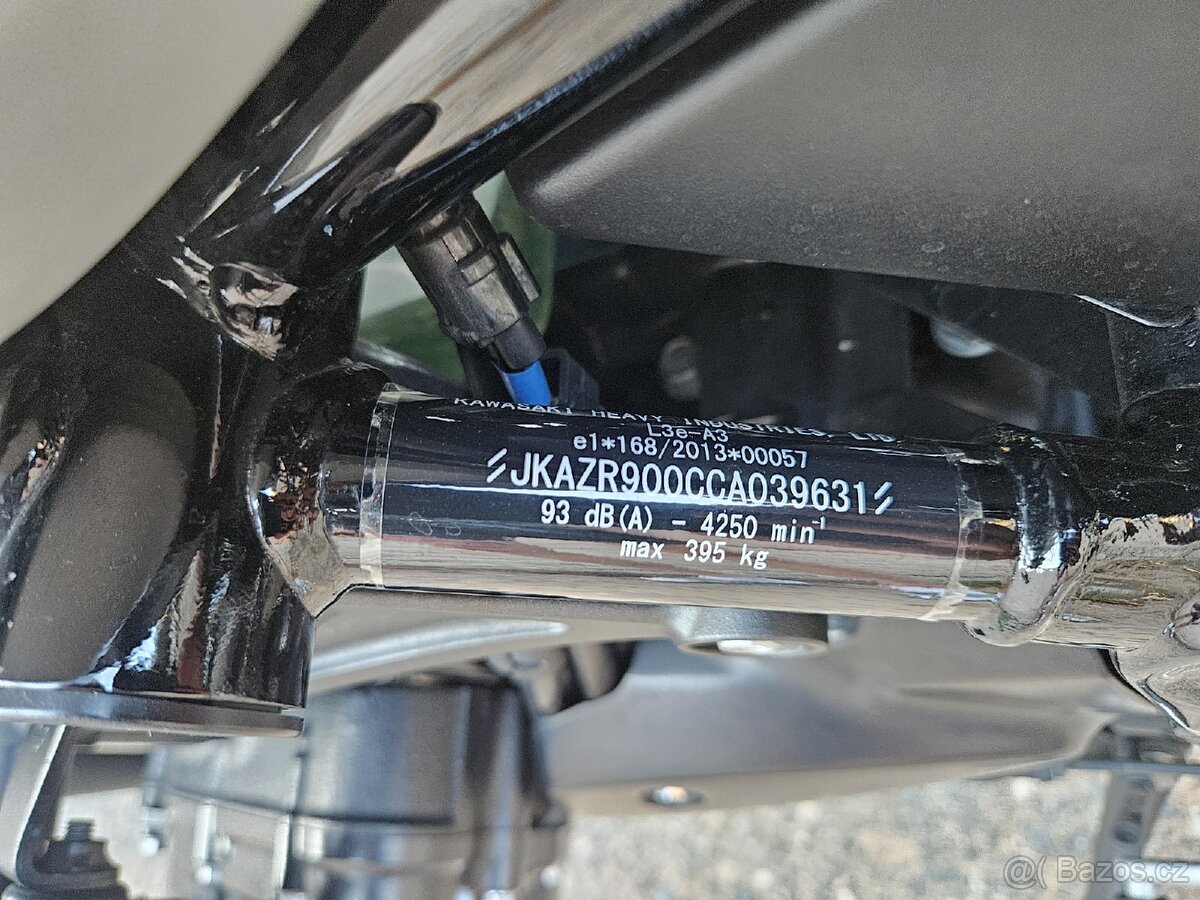 KAWASAKI HEAVY INDUSTRIES, LTD
L3e-A3
e1*168/2013*00057
JKAZR900CCA039631
93 dB(A) - 4250 min⁻¹
max 395 kg
@( Bazos.cz